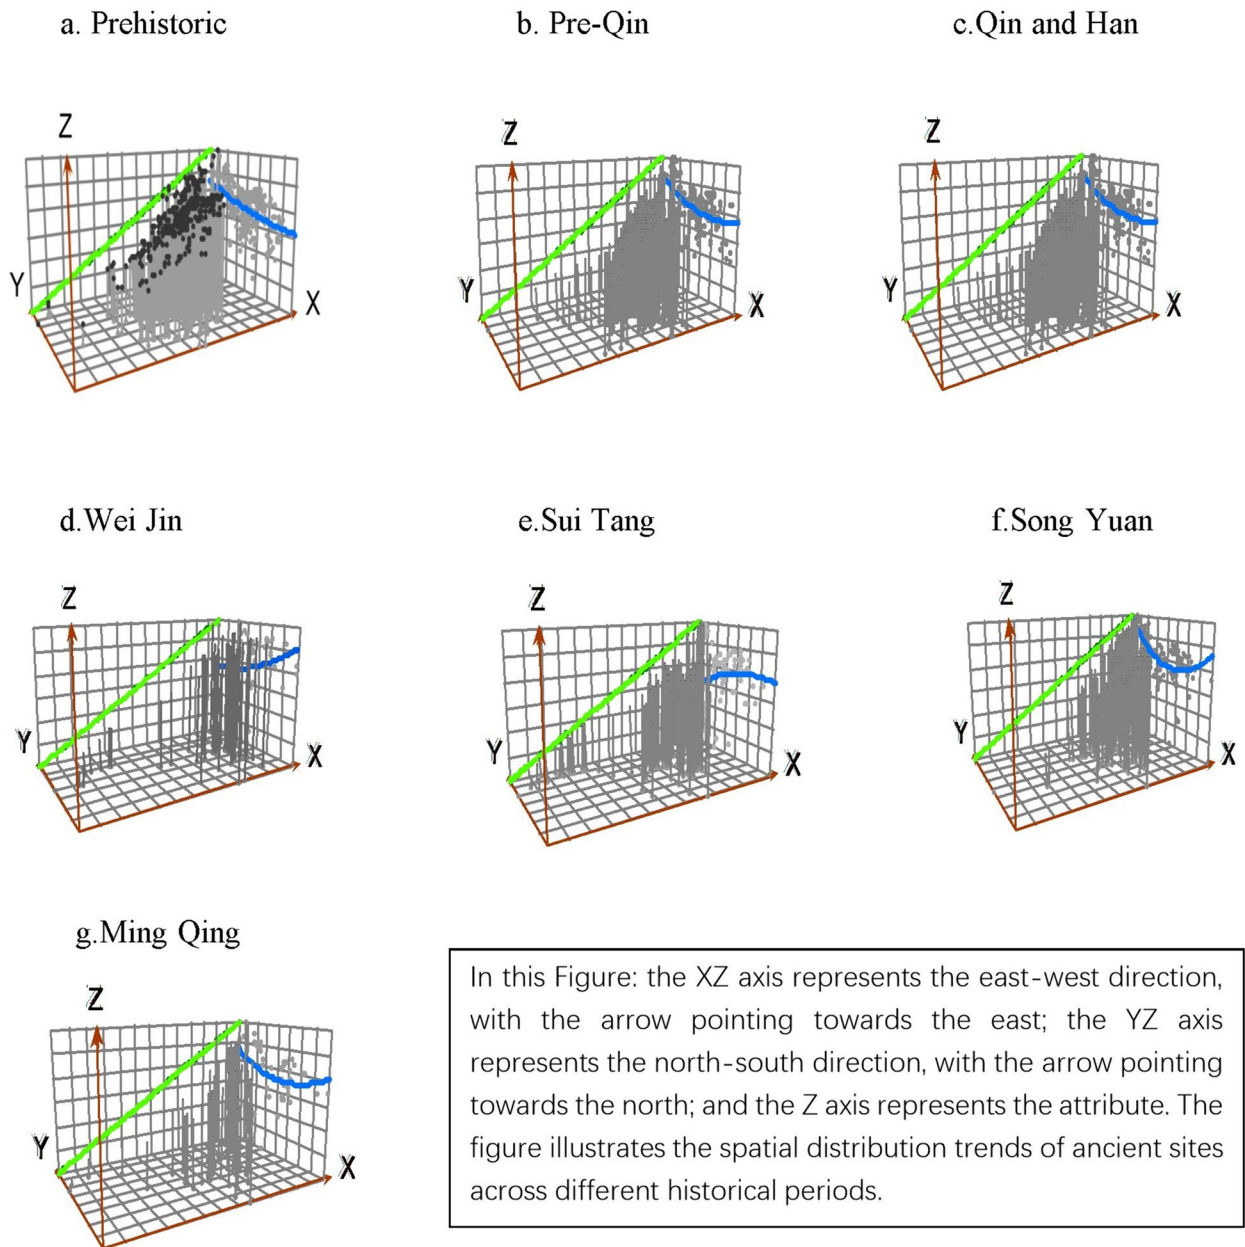 a. Prehistoric
b. Pre-Qin
c.Qin and Han
Z
Y
X
Z
Y
X
Z
Y
X
d.Wei Jin
e.Sui Tang
f.Song Yuan
Z
Y
X
Z
Y
X
Z
Y
X
g.Ming Qing
Z
Y
X
In this Figure: the XZ axis represents the east-west direction,
with the arrow pointing towards the east; the YZ axis
represents the north-south direction, with the arrow pointing
towards the north; and the Z axis represents the attribute. The
figure illustrates the spatial distribution trends of ancient sites
across different historical periods.